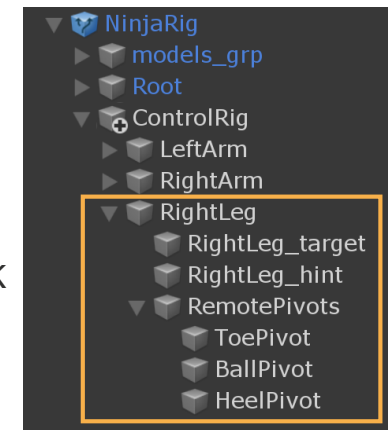 NinjaRig
models_grp
Root
ControlRig
LeftArm
RightArm
RightLeg
RightLeg_target
RightLeg_hint
RemotePivots
ToePivot
BallPivot
HeelPivot